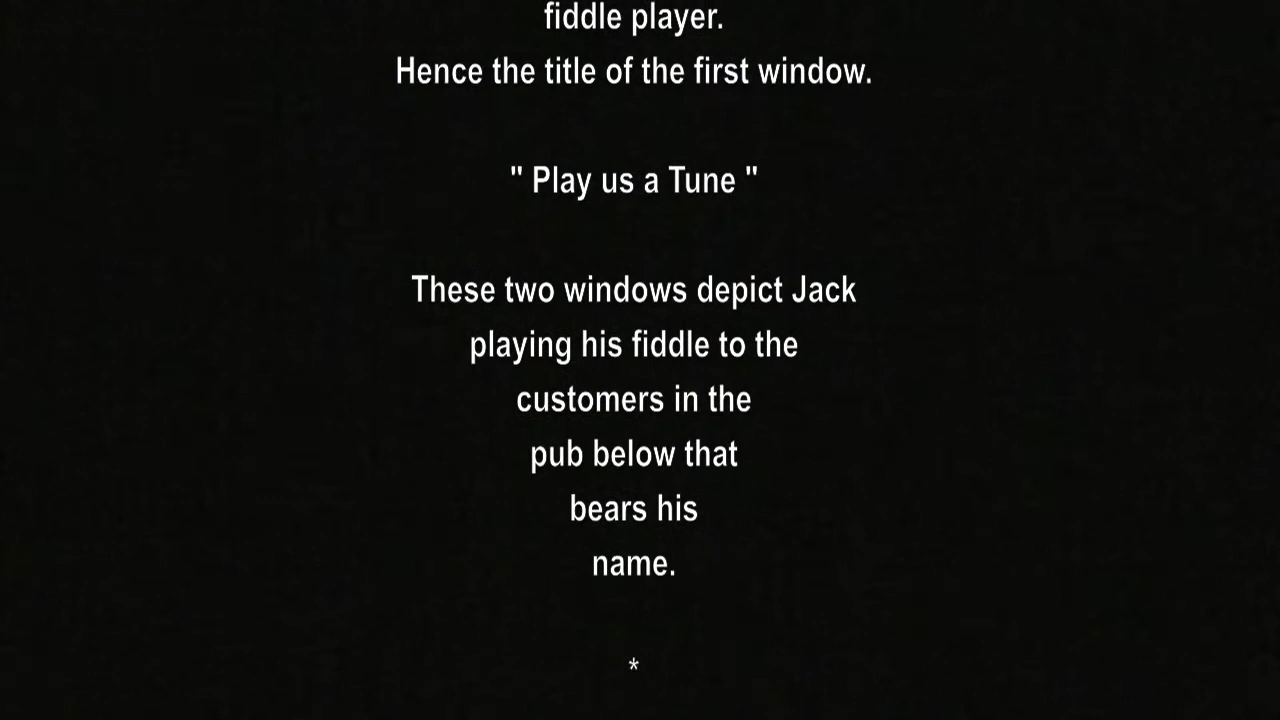 fiddle player.
Hence the title of the first window.
" Play us a Tune "
These two windows depict Jack
playing his fiddle to the
customers in the
pub below that
bears his
name.
*